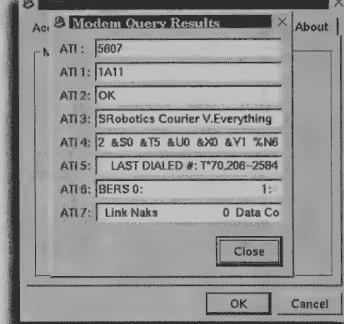 Modem Query Results
About
ATI : 5607
ATI 1: 1A11
ATI 2: OK
ATI 3: SRobotics Courier V.Everything
ATI 4: 2 &S0 &T5 &U0 &X0 &Y1 %N6
ATI 5: LAST DIALED #: T*70,206-2584
ATI 6: BERS 0: 1:
ATI 7: Link Naks 0 Data Co
Close
OK Cancel